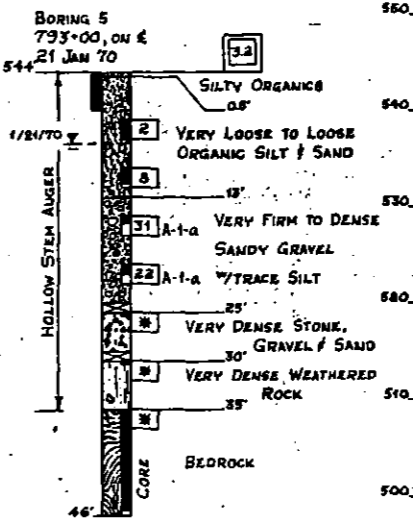 BORING 5
793+00, ON ℄
21 JAN 70
544
3.2
550
SILTY ORGANICS
0.5'
540
1/21/70
2
VERY LOOSE TO LOOSE
ORGANIC SILT & SAND
8
13'
530
31 A-1-a VERY FIRM TO DENSE
SANDY GRAVEL
22 A-1-a W/TRACE SILT
HOLLOW STEM AUGER
25'
520
* VERY DENSE STONE,
GRAVEL & SAND
30'
* VERY DENSE WEATHERED
ROCK
510
35'
*
BEDROCK
CORE
46'
500